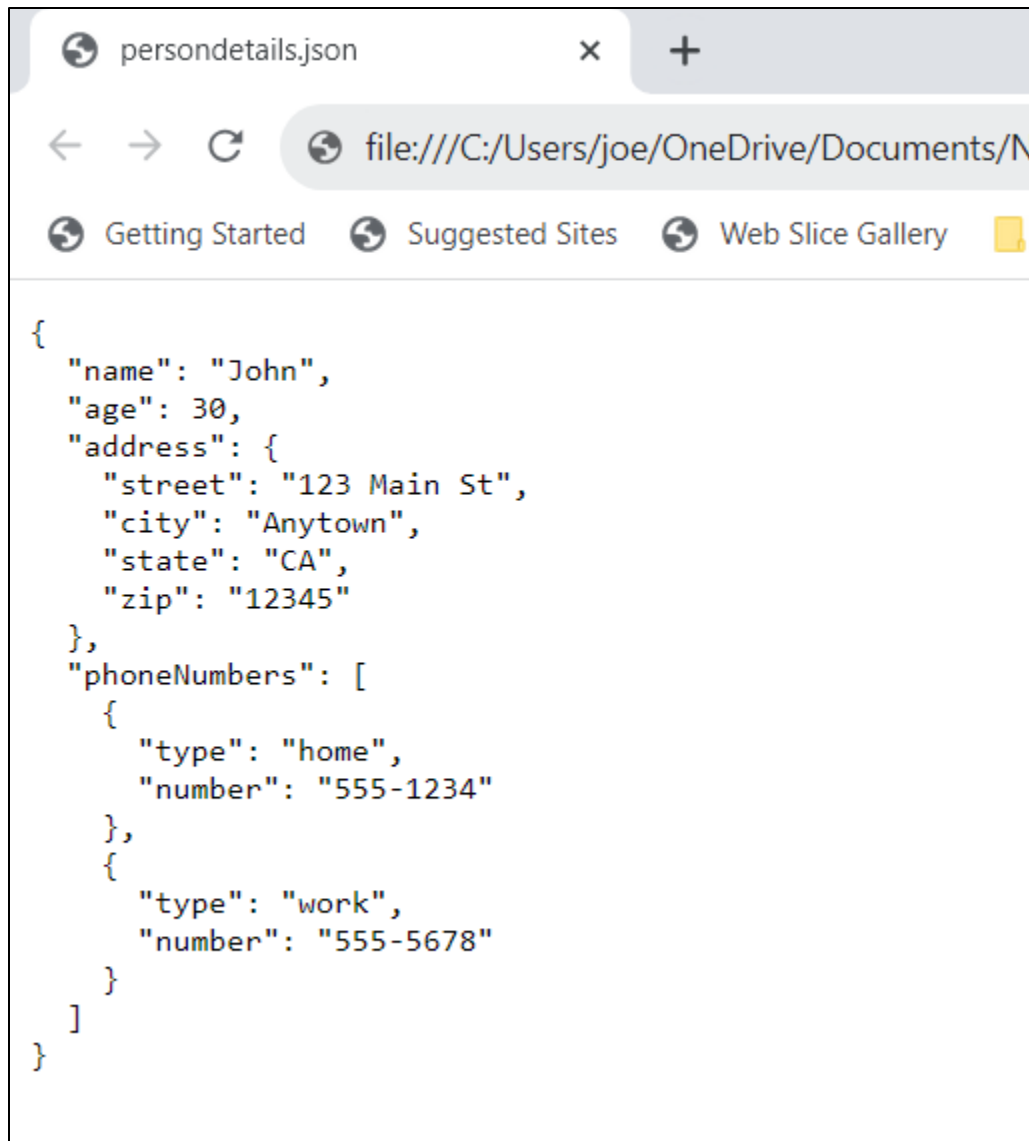 persondetails.json
file:///C:/Users/joe/OneDrive/Documents/N
Getting Started Suggested Sites Web Slice Gallery
{
  "name": "John",
  "age": 30,
  "address": {
    "street": "123 Main St",
    "city": "Anytown",
    "state": "CA",
    "zip": "12345"
  },
  "phoneNumbers": [
    {
      "type": "home",
      "number": "555-1234"
    },
    {
      "type": "work",
      "number": "555-5678"
    }
  ]
}